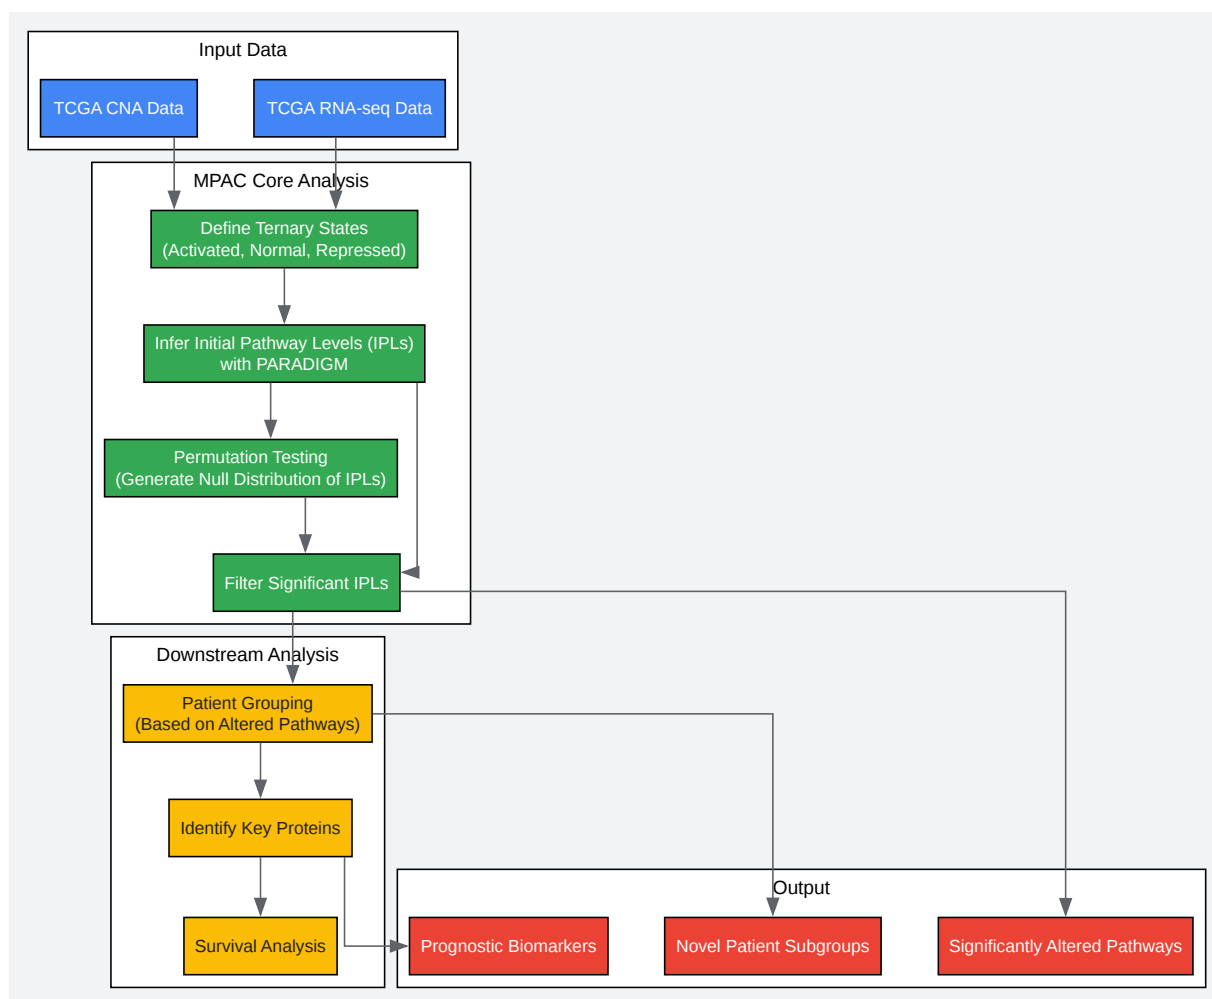 Input Data
TCGA CNA Data
TCGA RNA-seq Data
MPAC Core Analysis
Define Ternary States
(Activated, Normal, Repressed)
Infer Initial Pathway Levels (IPLs)
with PARADIGM
Permutation Testing
(Generate Null Distribution of IPLs)
Filter Significant IPLs
Downstream Analysis
Patient Grouping
(Based on Altered Pathways)
Identify Key Proteins
Survival Analysis
Output
Prognostic Biomarkers
Novel Patient Subgroups
Significantly Altered Pathways